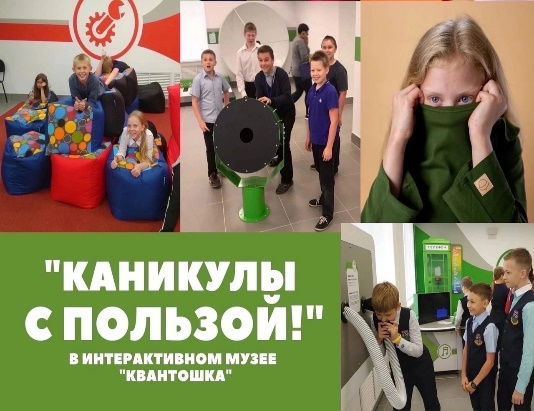 "КАНИКУЛЫ
С ПОЛЬЗОЙ!"
В ИНТЕРАКТИВНОМ МУЗЕЕ
"КВАНТОШКА"